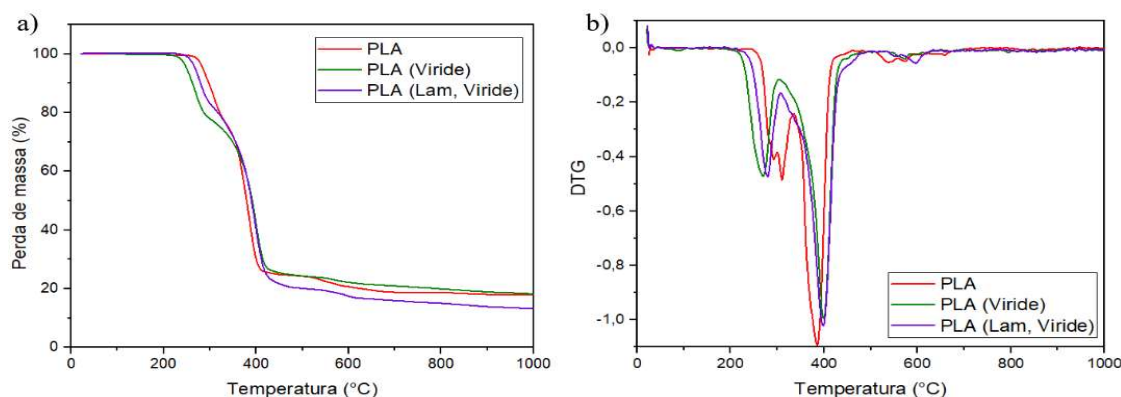 a)
100
80
60
40
20
0
Perda de massa (%)
PLA
PLA (Viride)
PLA (Lam, Viride)
0 200 400 600 800 1000
Temperatura (°C)
b)
0,0
-0,2
-0,4
-0,6
-0,8
-1,0
DTG
PLA
PLA (Viride)
PLA (Lam, Viride)
0 200 400 600 800 1000
Temperatura (°C)